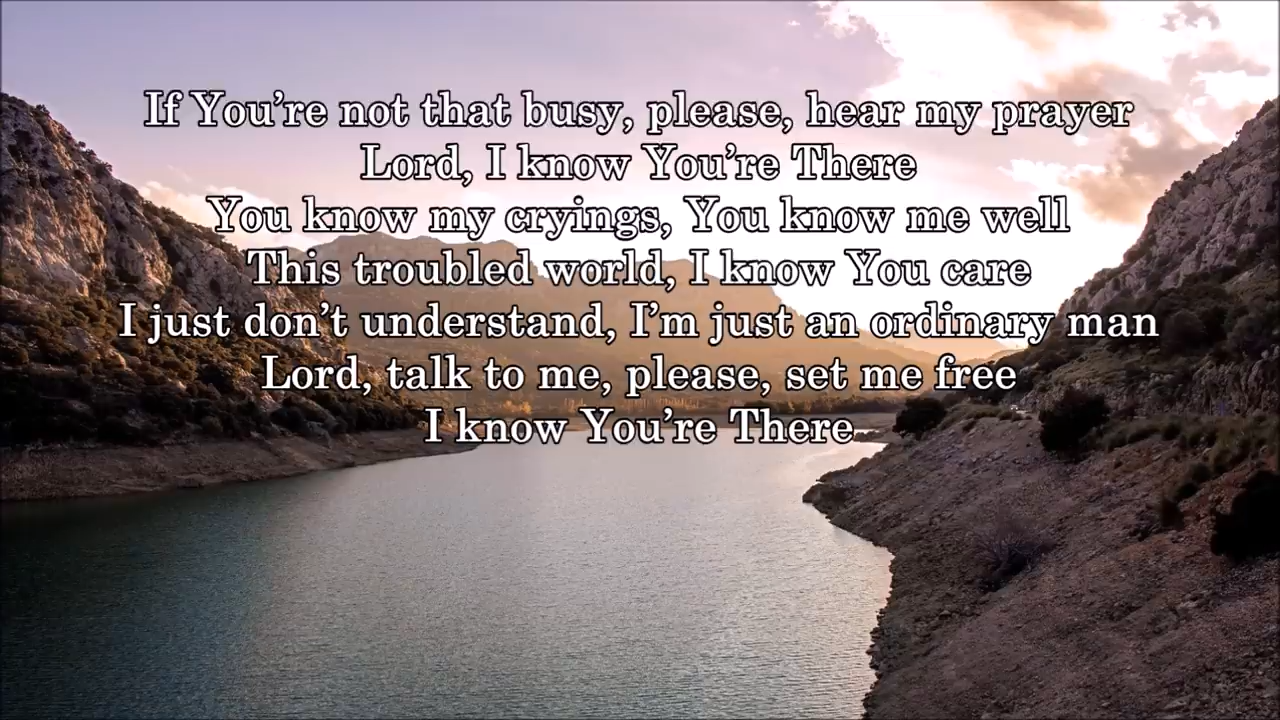 If You’re not that busy, please, hear my prayer
Lord, I know You’re There
You know my cryings, You know me well
This troubled world, I know You care
I just don’t understand, I’m just an ordinary man
Lord, talk to me, please, set me free
I know You’re There